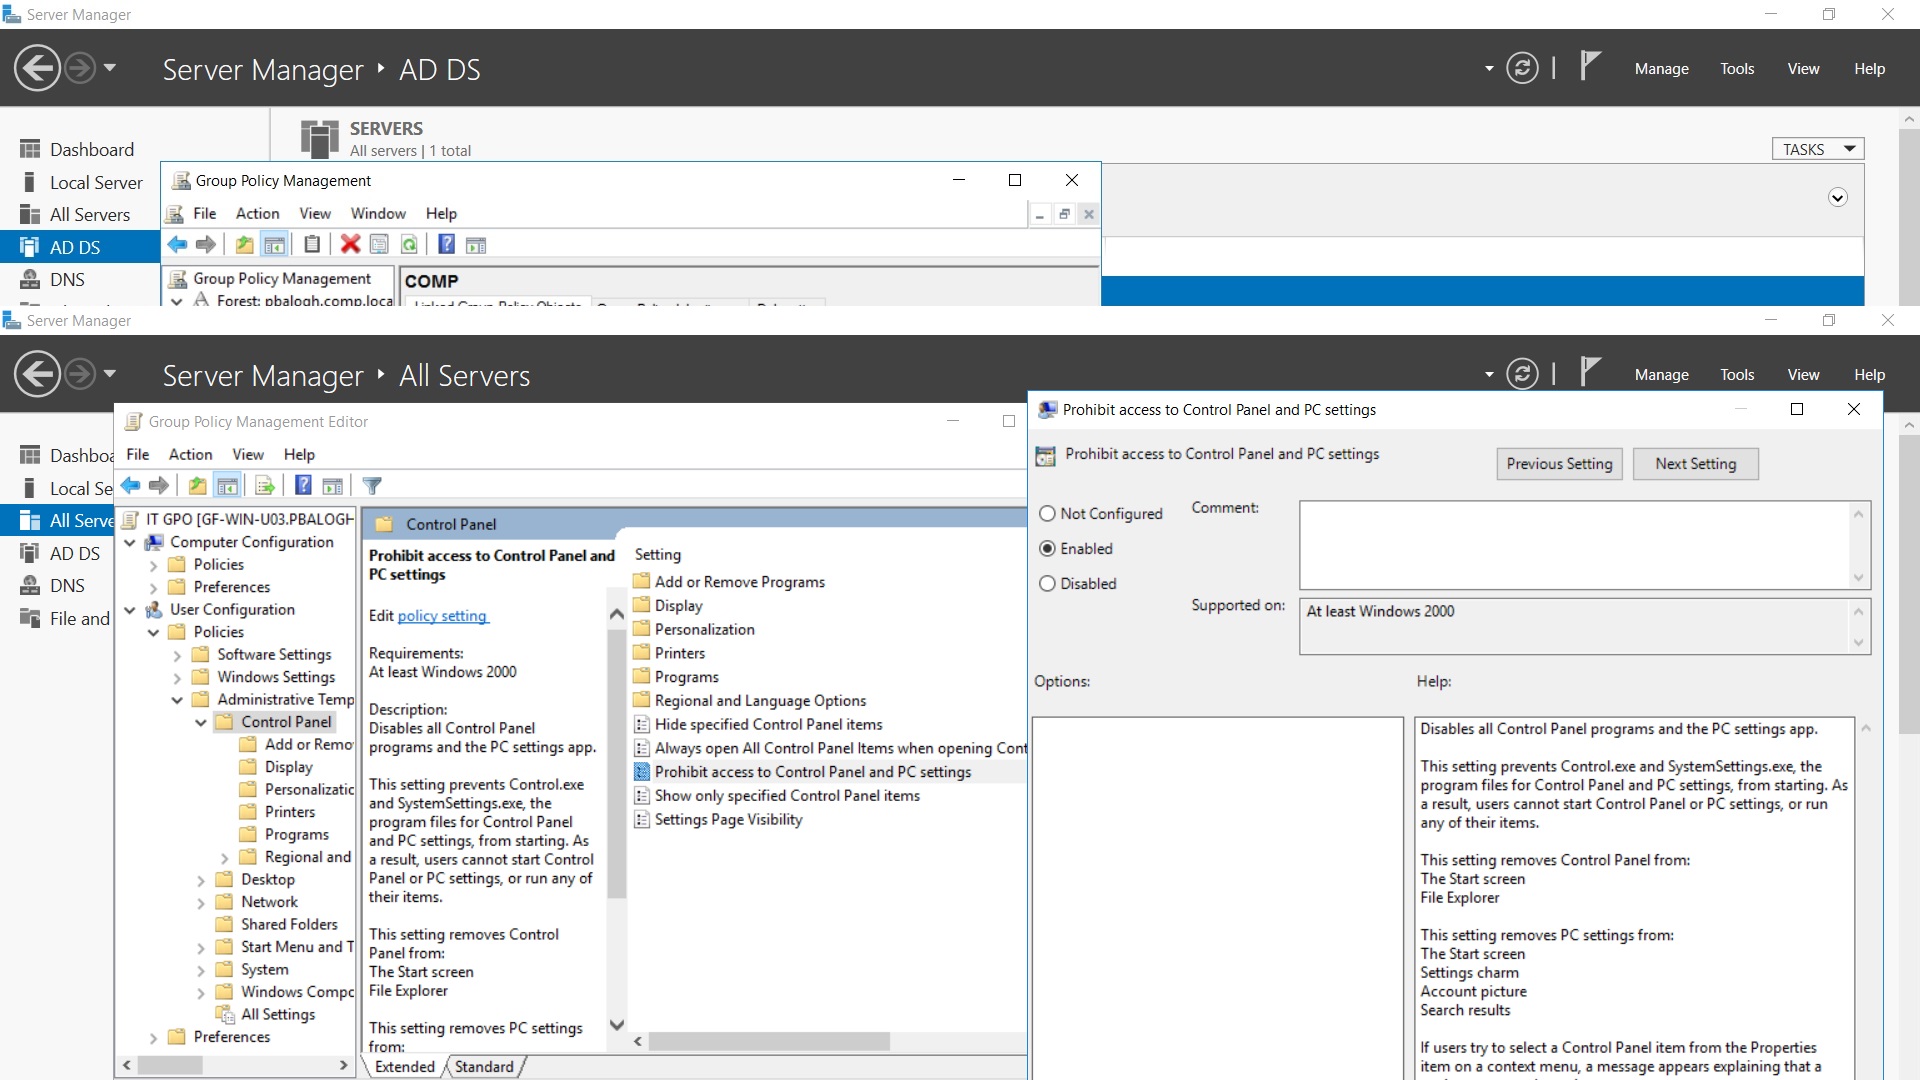 Server Manager
Server Manager ‣ AD DS
Manage Tools View Help
Dashboard
Local Server
All Servers
AD DS
DNS
SERVERS
All servers | 1 total
TASKS
Group Policy Management
File Action View Window Help
Group Policy Management
Forest: pbalogh.comp.loca
COMP
Server Manager
Server Manager ‣ All Servers
Manage Tools View Help
Dashboa
Local Se
All Serve
AD DS
DNS
File and
Group Policy Management Editor
File Action View Help
IT GPO [GF-WIN-U03.PBALOGH
Computer Configuration
Policies
Preferences
User Configuration
Policies
Software Settings
Windows Settings
Administrative Temp
Control Panel
Add or Remov
Display
Personalizatic
Printers
Programs
Regional and
Desktop
Network
Shared Folders
Start Menu and T
System
Windows Compo
All Settings
Preferences
Control Panel
Prohibit access to Control Panel and
PC settings
Edit policy setting
Requirements:
At least Windows 2000
Description:
Disables all Control Panel
programs and the PC settings app.
This setting prevents Control.exe
and SystemSettings.exe, the
program files for Control Panel
and PC settings, from starting. As
a result, users cannot start Control
Panel or PC settings, or run any of
their items.
This setting removes Control
Panel from:
The Start screen
File Explorer
This setting removes PC settings
from:
Setting
Add or Remove Programs
Display
Personalization
Printers
Programs
Regional and Language Options
Hide specified Control Panel items
Always open All Control Panel Items when opening Cont
Prohibit access to Control Panel and PC settings
Show only specified Control Panel items
Settings Page Visibility
Extended Standard
Prohibit access to Control Panel and PC settings
Prohibit access to Control Panel and PC settings
Previous Setting Next Setting
Not Configured
Enabled
Disabled
Comment:
Supported on:
At least Windows 2000
Options:
Help:
Disables all Control Panel programs and the PC settings app.
This setting prevents Control.exe and SystemSettings.exe, the
program files for Control Panel and PC settings, from starting. As
a result, users cannot start Control Panel or PC settings, or run
any of their items.
This setting removes Control Panel from:
The Start screen
File Explorer
This setting removes PC settings from:
The Start screen
Settings charm
Account picture
Search results
If users try to select a Control Panel item from the Properties
item on a context menu, a message appears explaining that a